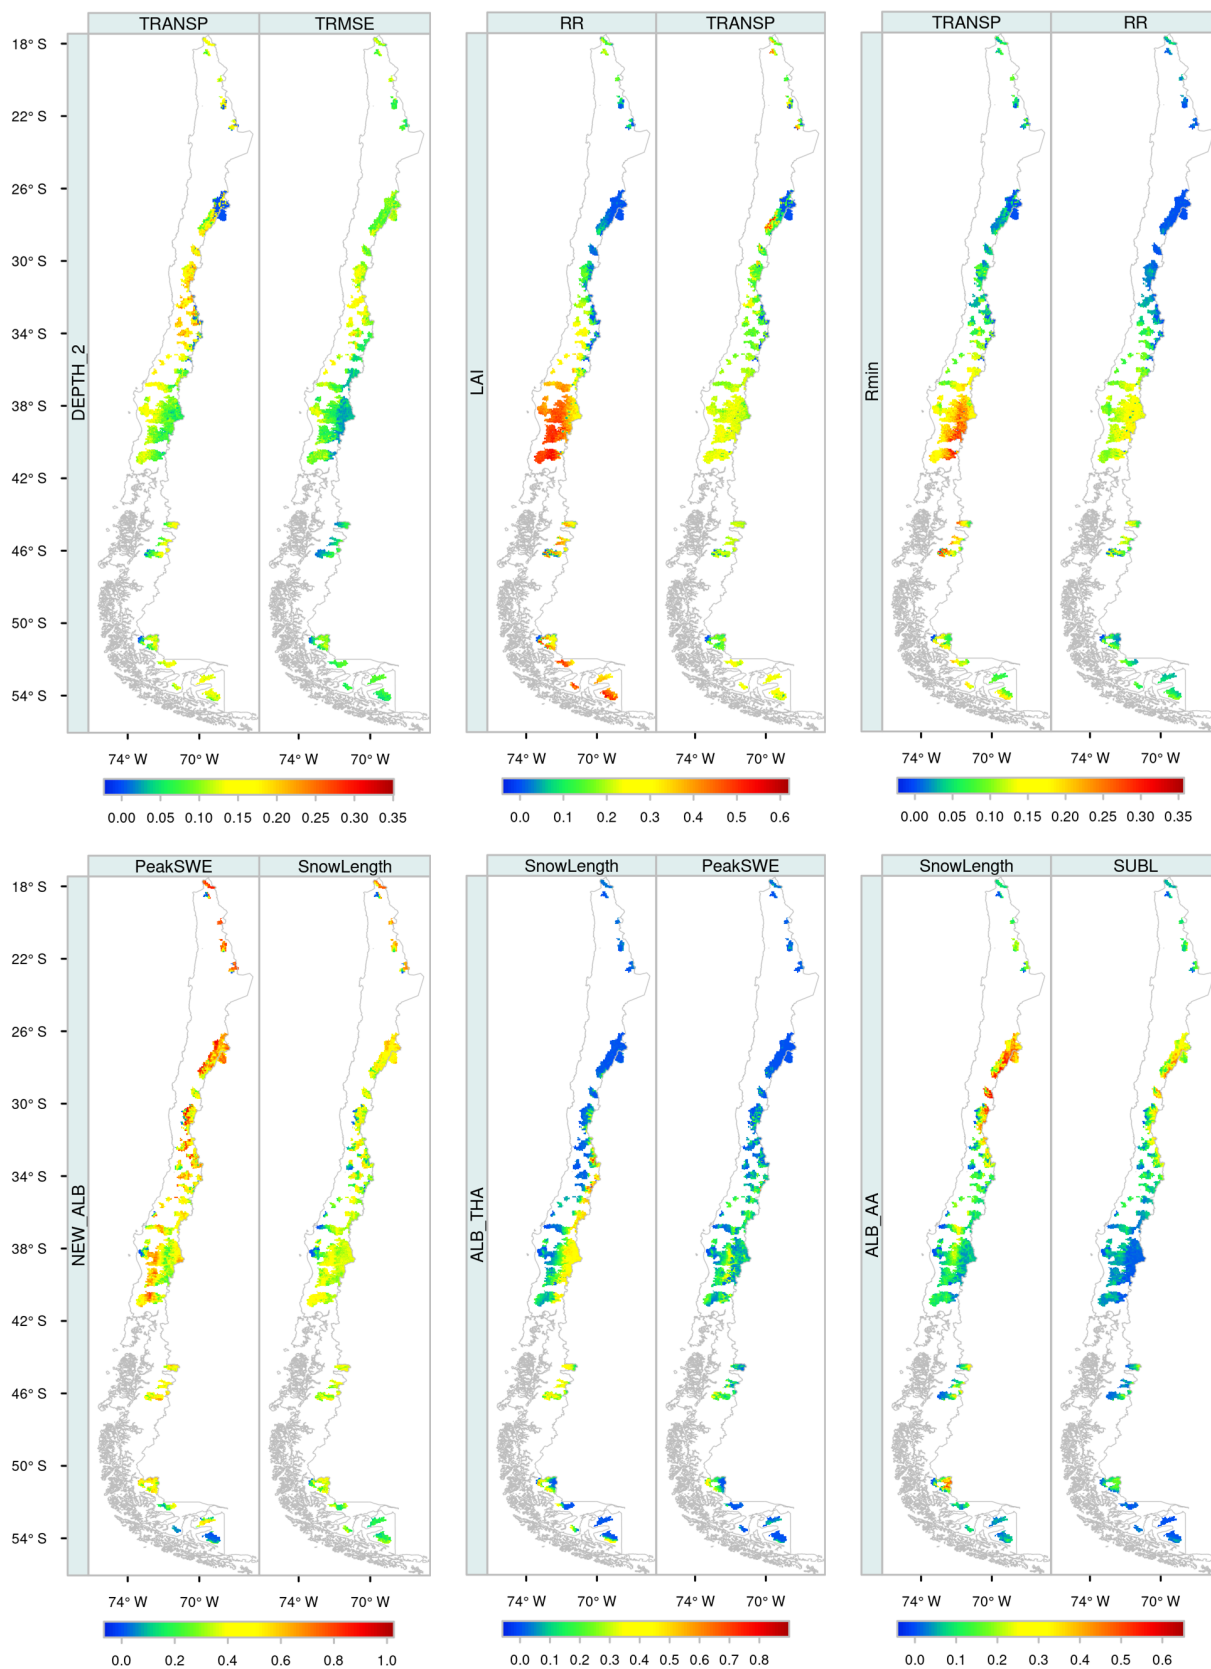 TRANSP TRMSE RR TRANSP TRANSP RR
18° S
22° S
26° S
30° S
34° S
38° S
42° S
46° S
50° S
54° S
DEPTH_2
LAI
Rmin
74° W 70° W 74° W 70° W 74° W 70° W 74° W 70° W 74° W 70° W 74° W 70° W
0.00 0.05 0.10 0.15 0.20 0.25 0.30 0.35
0.0 0.1 0.2 0.3 0.4 0.5 0.6
0.00 0.05 0.10 0.15 0.20 0.25 0.30 0.35
PeakSWE SnowLength SnowLength PeakSWE SnowLength SUBL
18° S
22° S
26° S
30° S
34° S
38° S
42° S
46° S
50° S
54° S
NEW_ALB
ALB_THA
ALB_AA
74° W 70° W 74° W 70° W 74° W 70° W 74° W 70° W 74° W 70° W 74° W 70° W
0.0 0.2 0.4 0.6 0.8 1.0
0.0 0.1 0.2 0.3 0.4 0.5 0.6 0.7 0.8
0.0 0.1 0.2 0.3 0.4 0.5 0.6